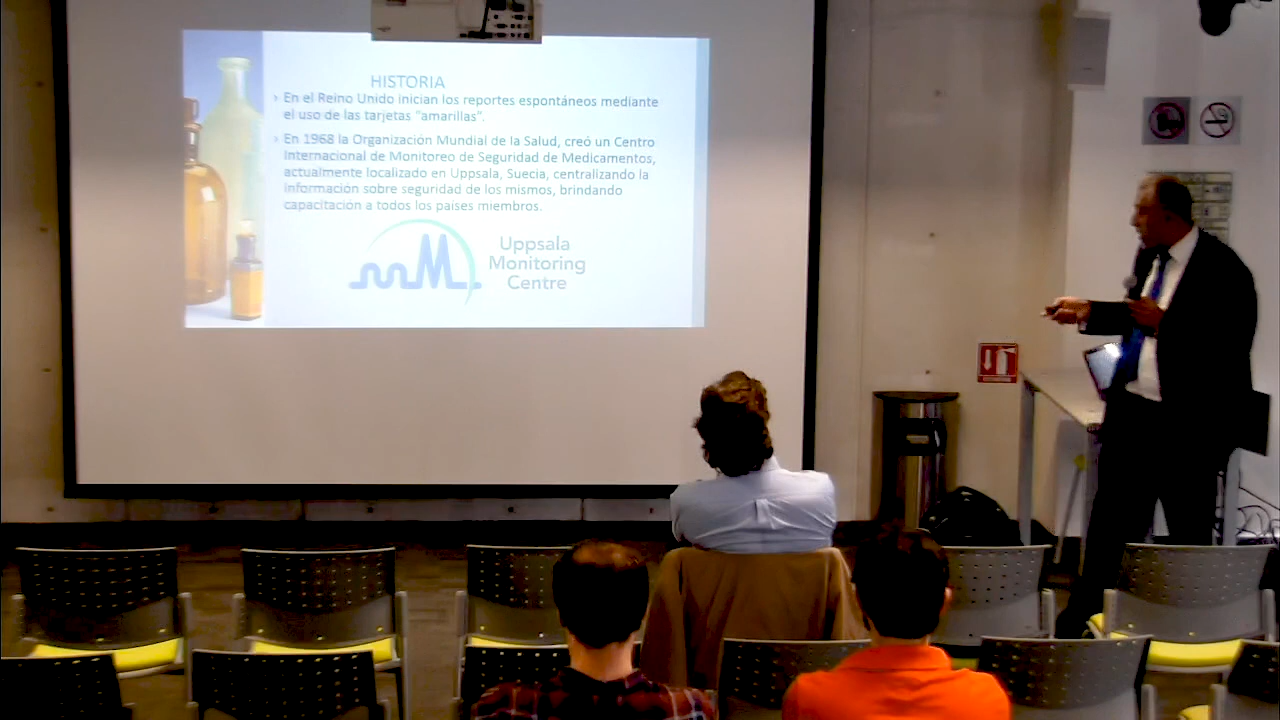 HISTORIA
› En el Reino Unido inician los reportes espontáneos mediante
el uso de las tarjetas “amarillas”.
› En 1968 la Organización Mundial de la Salud, creó un Centro
Internacional de Monitoreo de Seguridad de Medicamentos,
actualmente localizado en Uppsala, Suecia, centralizando la
información sobre seguridad de los mismos, brindando
capacitación a todos los países miembros.
Uppsala
Monitoring
Centre